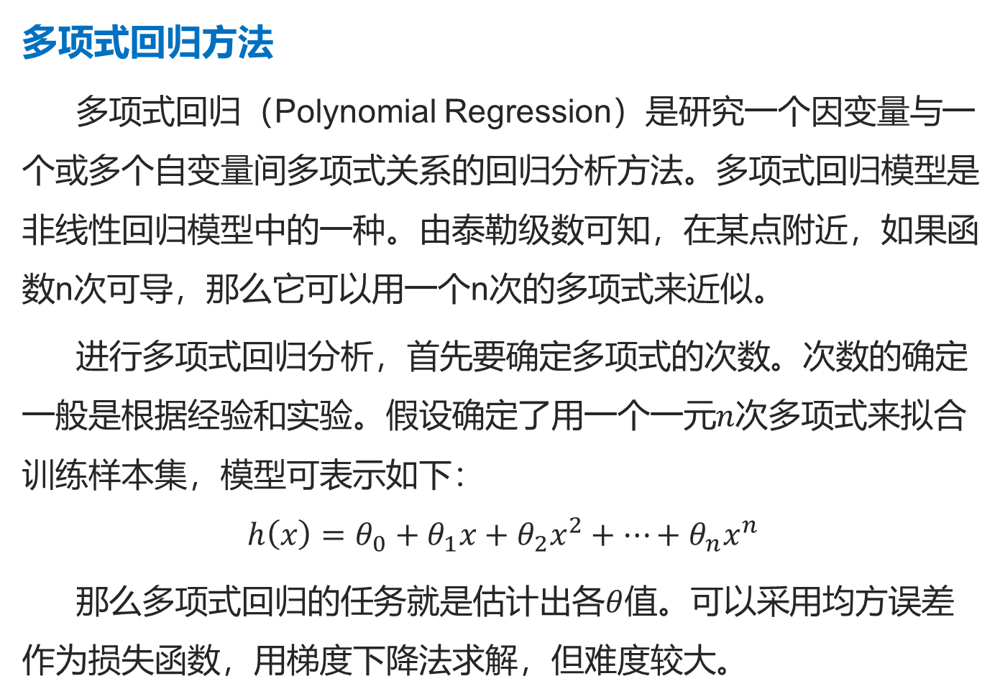 多项式回归方法
多项式回归（Polynomial Regression）是研究一个因变量与一
个或多个自变量间多项式关系的回归分析方法。多项式回归模型是
非线性回归模型中的一种。由泰勒级数可知，在某点附近，如果函
数n次可导，那么它可以用一个n次的多项式来近似。
进行多项式回归分析，首先要确定多项式的次数。次数的确定
一般是根据经验和实验。假设确定了用一个一元n次多项式来拟合
训练样本集，模型可表示如下：
h(x) = θ₀ + θ₁x + θ₂x² + ⋯ + θₙxⁿ
那么多项式回归的任务就是估计出各θ值。可以采用均方误差
作为损失函数，用梯度下降法求解，但难度较大。